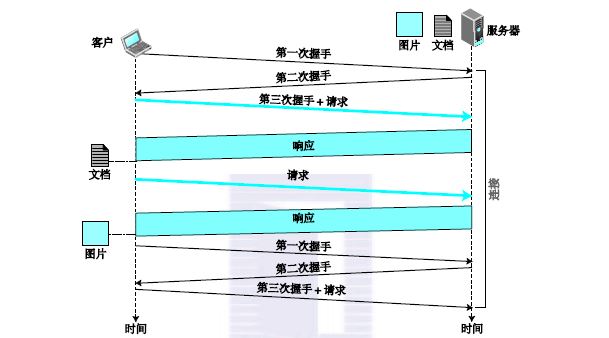 图片
文档
服务器
客户
第一次握手
第二次握手
第三次握手+请求
响应
文档
请求
连接
响应
图片
第一次握手
第二次握手
第三次握手+请求
时间
时间